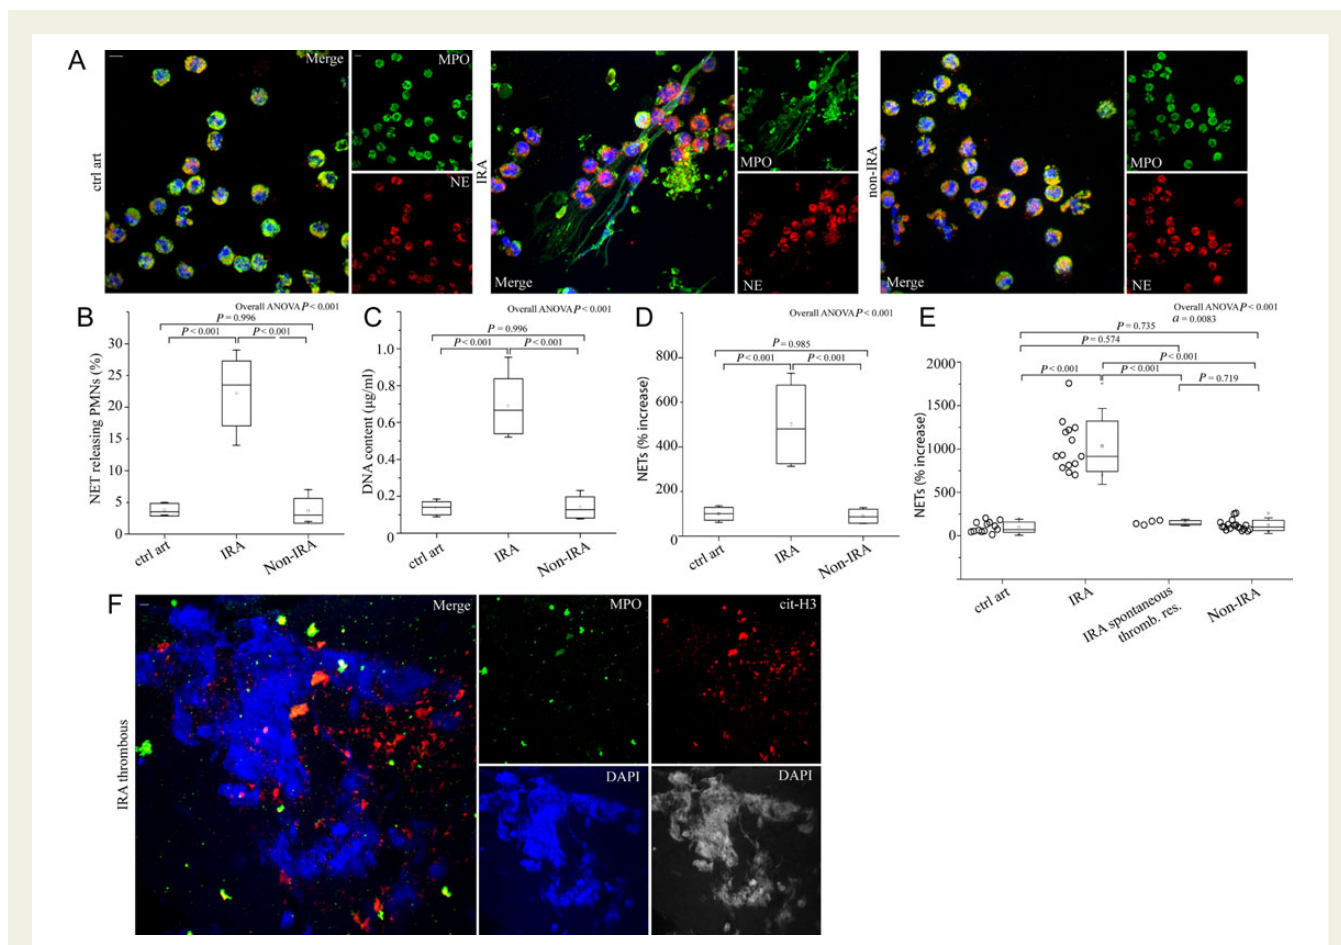 A
ctrl art
Merge
MPO
NE
IRA
Merge
MPO
NE
non-IRA
Merge
MPO
NE
B
Overall ANOVA P < 0.001
P = 0.996
P < 0.001
P < 0.001
NET releasing PMNs (%)
30
25
20
15
10
5
0
ctrl art
IRA
Non-IRA
C
Overall ANOVA P < 0.001
P = 0.996
P < 0.001
P < 0.001
DNA content (µg/ml)
1.0
0.8
0.6
0.4
0.2
0.0
ctrl art
IRA
Non-IRA
D
Overall ANOVA P < 0.001
P = 0.985
P < 0.001
P < 0.001
NETs (% increase)
800
600
400
200
0
ctrl art
IRA
Non-IRA
E
Overall ANOVA P < 0.001
a = 0.0083
P = 0.735
P = 0.574
P < 0.001
P < 0.001
P < 0.001
P = 0.719
NETs (% increase)
2000
1500
1000
500
0
ctrl art
IRA
IRA spontaneous
thromb. res.
Non-IRA
F
IRA thrombous
Merge
MPO
cit-H3
DAPI
DAPI